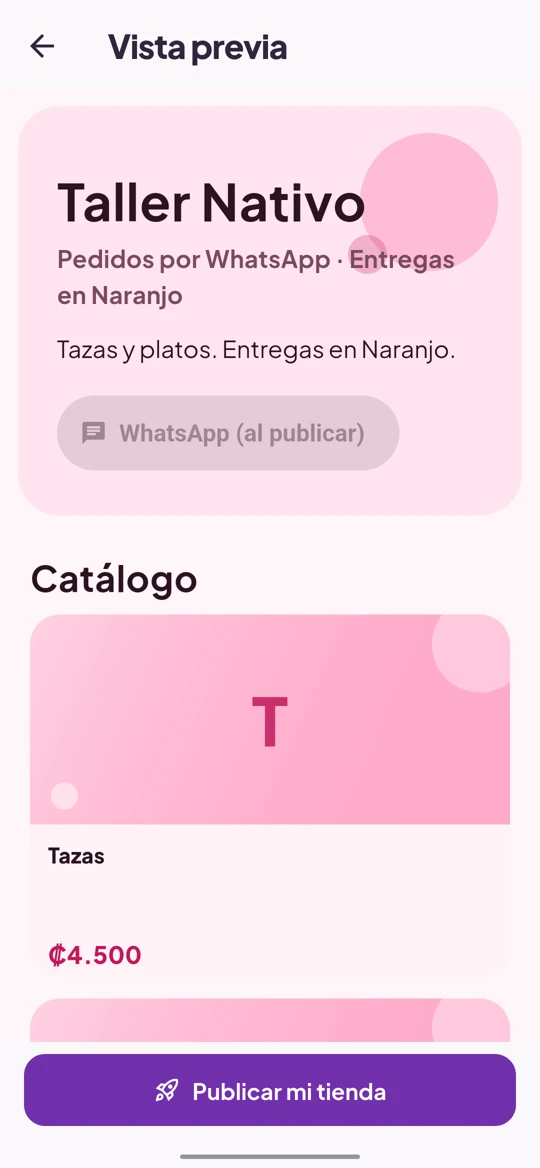 Vista previa
Taller Nativo
Pedidos por WhatsApp · Entregas
en Naranjo
Tazas y platos. Entregas en Naranjo.
WhatsApp (al publicar)
Catálogo
T
Tazas
₡4.500
Publicar mi tienda